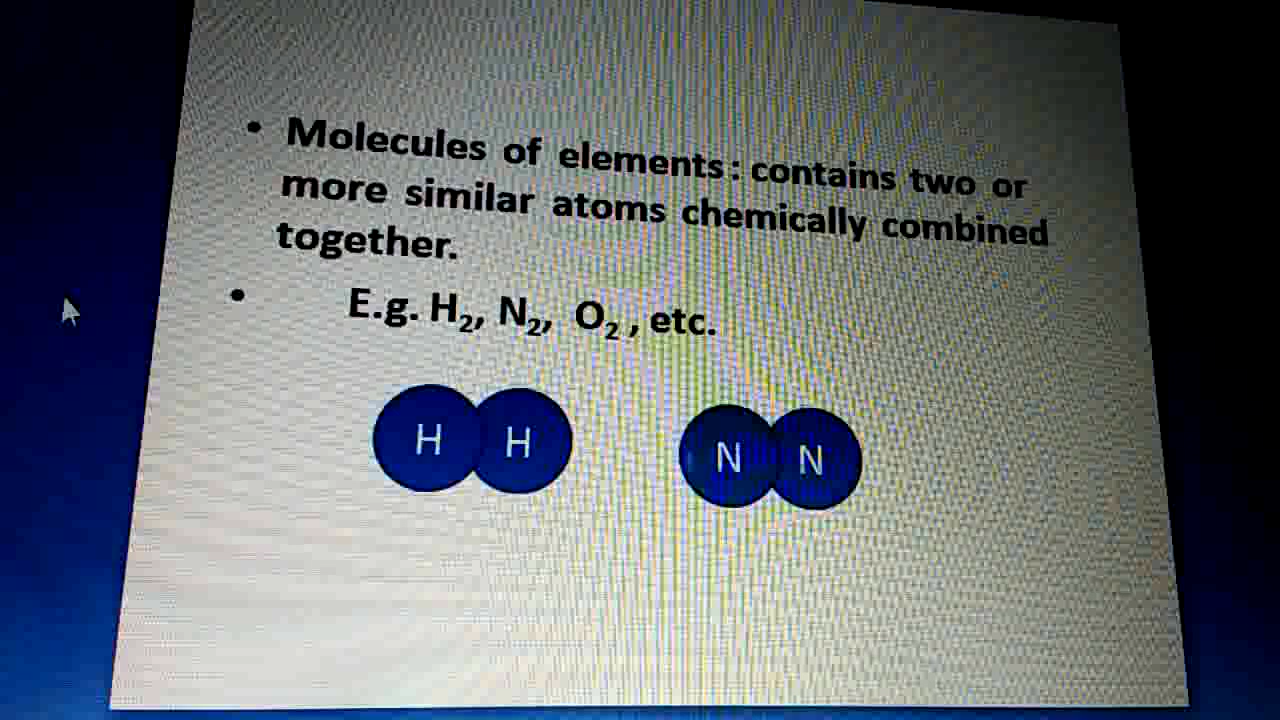 • Molecules of elements : contains two or
more similar atoms chemically combined
together.
• E.g. H₂, N₂, O₂ , etc.
H H N N